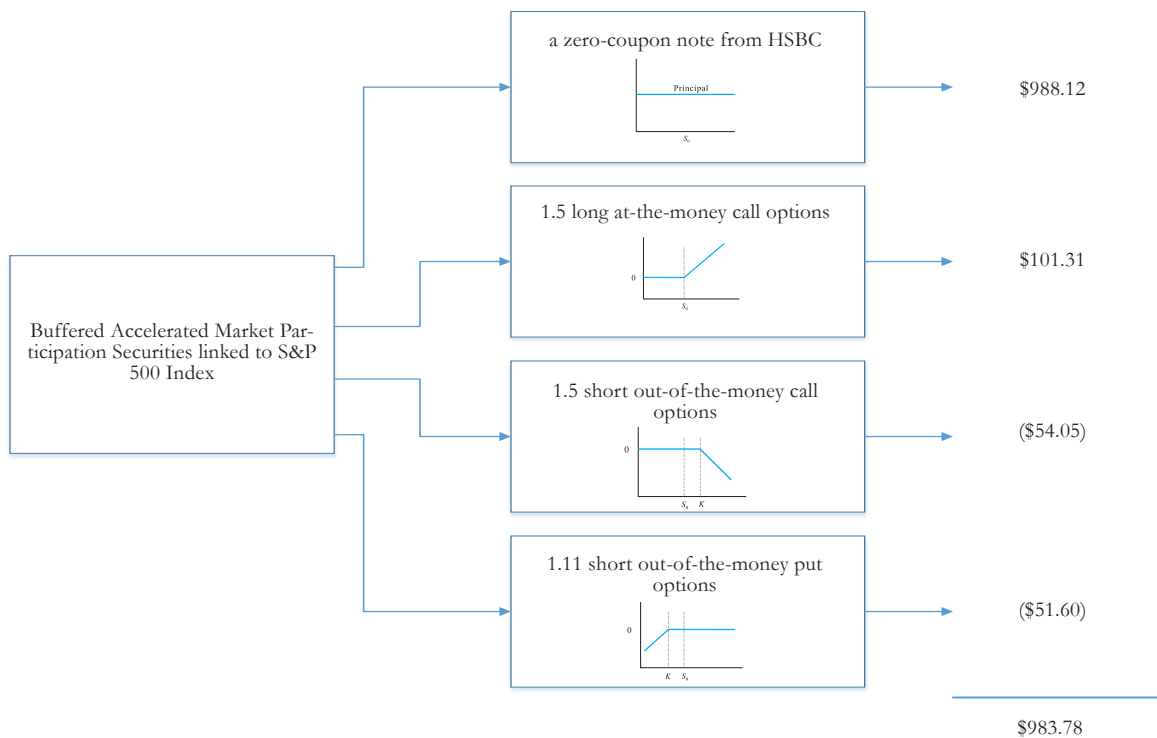 a zero-coupon note from HSBC
Principal
S₀
$988.12
1.5 long at-the-money call options
0
S₀
$101.31
Buffered Accelerated Market Par-
ticipation Securities linked to S&P
500 Index
1.5 short out-of-the-money call
options
0
S₀ K
($54.05)
1.11 short out-of-the-money put
options
0
K S₀
($51.60)
$983.78